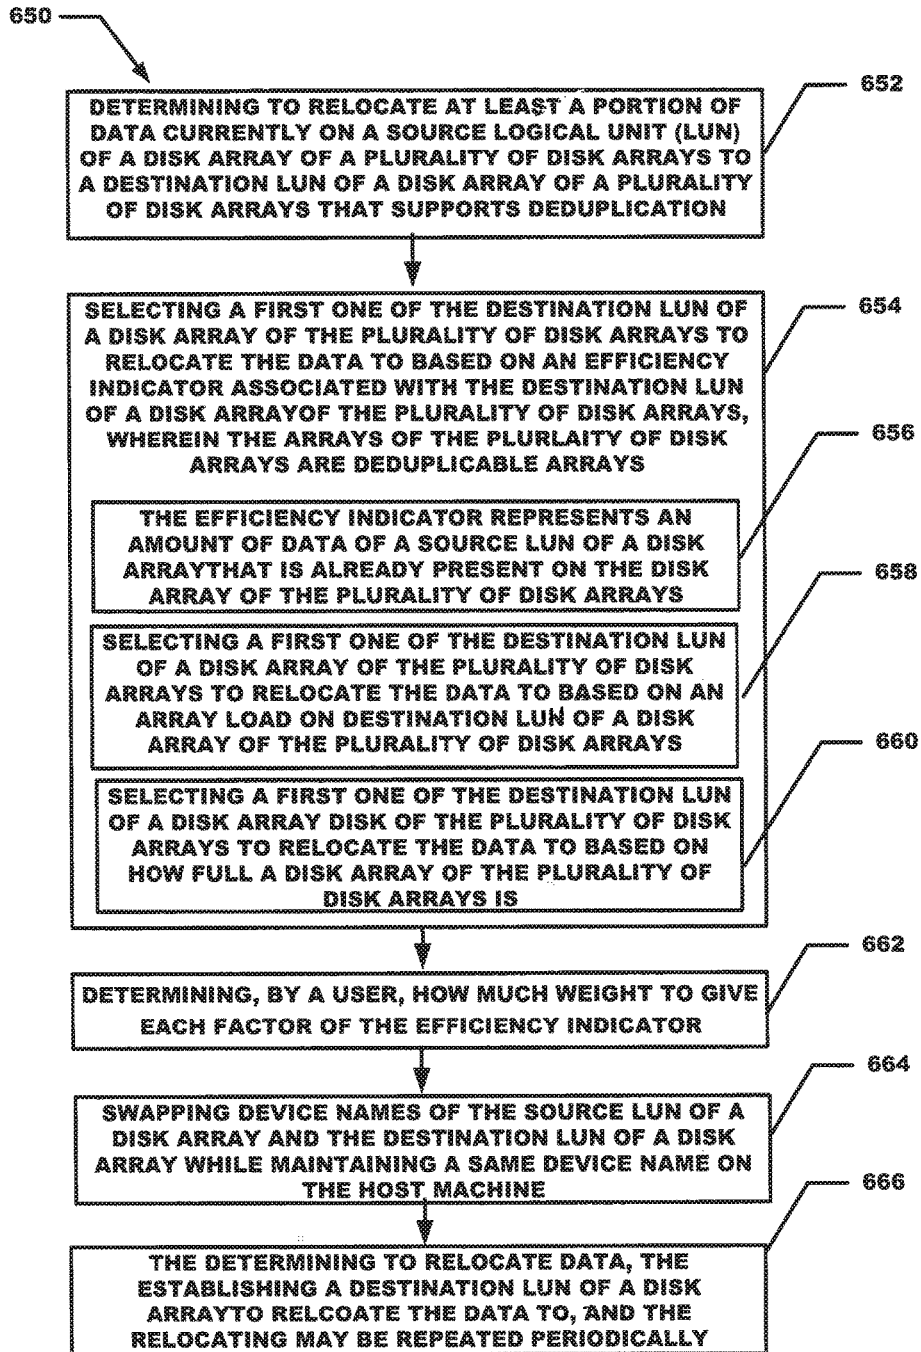 650
DETERMINING TO RELOCATE AT LEAST A PORTION OF
DATA CURRENTLY ON A SOURCE LOGICAL UNIT (LUN)
OF A DISK ARRAY OF A PLURALITY OF DISK ARRAYS TO
A DESTINATION LUN OF A DISK ARRAY OF A PLURALITY
OF DISK ARRAYS THAT SUPPORTS DEDUPLICATION
652
SELECTING A FIRST ONE OF THE DESTINATION LUN OF
A DISK ARRAY OF THE PLURALITY OF DISK ARRAYS TO
RELOCATE THE DATA TO BASED ON AN EFFICIENCY
INDICATOR ASSOCIATED WITH THE DESTINATION LUN
OF A DISK ARRAYOF THE PLURALITY OF DISK ARRAYS,
WHEREIN THE ARRAYS OF THE PLURLAITY OF DISK
ARRAYS ARE DEDUPLICABLE ARRAYS
654
THE EFFICIENCY INDICATOR REPRESENTS AN
AMOUNT OF DATA OF A SOURCE LUN OF A DISK
ARRAYTHAT IS ALREADY PRESENT ON THE DISK
ARRAY OF THE PLURALITY OF DISK ARRAYS
656
SELECTING A FIRST ONE OF THE DESTINATION LUN
OF A DISK ARRAY OF THE PLURALITY OF DISK
ARRAYS TO RELOCATE THE DATA TO BASED ON AN
ARRAY LOAD ON DESTINATION LUN OF A DISK
ARRAY OF THE PLURALITY OF DISK ARRAYS
658
SELECTING A FIRST ONE OF THE DESTINATION LUN
OF A DISK ARRAY DISK OF THE PLURALITY OF DISK
ARRAYS TO RELOCATE THE DATA TO BASED ON
HOW FULL A DISK ARRAY OF THE PLURALITY OF
DISK ARRAYS IS
660
DETERMINING, BY A USER, HOW MUCH WEIGHT TO GIVE
EACH FACTOR OF THE EFFICIENCY INDICATOR
662
SWAPPING DEVICE NAMES OF THE SOURCE LUN OF A
DISK ARRAY AND THE DESTINATION LUN OF A DISK
ARRAY WHILE MAINTAINING A SAME DEVICE NAME ON
THE HOST MACHINE
664
THE DETERMINING TO RELOCATE DATA, THE
ESTABLISHING A DESTINATION LUN OF A DISK
ARRAYTO RELCOATE THE DATA TO, AND THE
RELOCATING MAY BE REPEATED PERIODICALLY
666